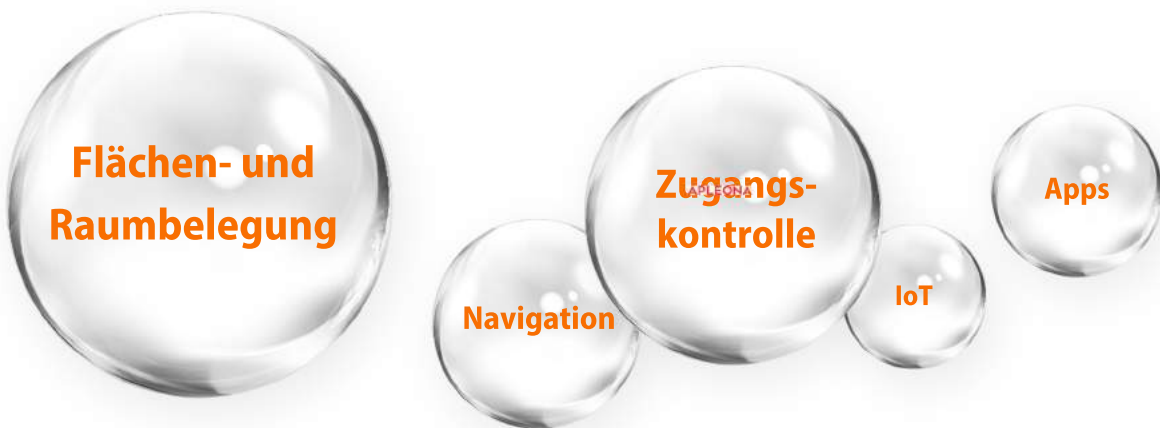 Flächen- und
Raumbelegung
Navigation
Zugangs-
kontrolle
APLEONA
IoT
Apps